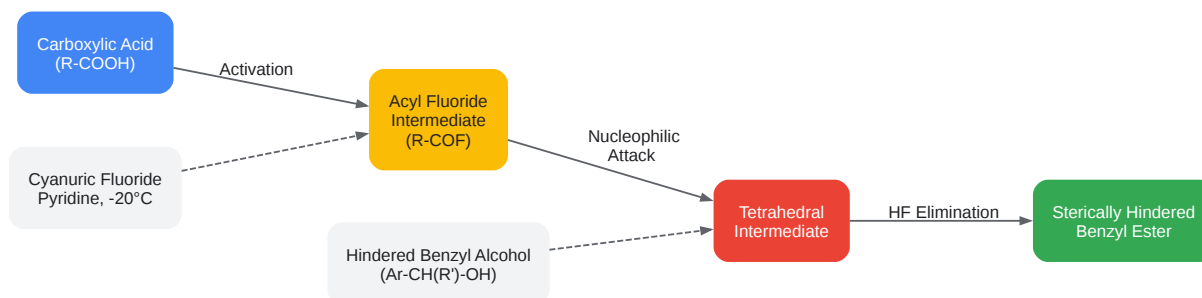 Carboxylic Acid
(R-COOH)
Activation
Acyl Fluoride
Intermediate
(R-COF)
Cyanuric Fluoride
Pyridine, -20°C
Nucleophilic
Attack
Hindered Benzyl Alcohol
(Ar-CH(R')-OH)
Tetrahedral
Intermediate
HF Elimination
Sterically Hindered
Benzyl Ester